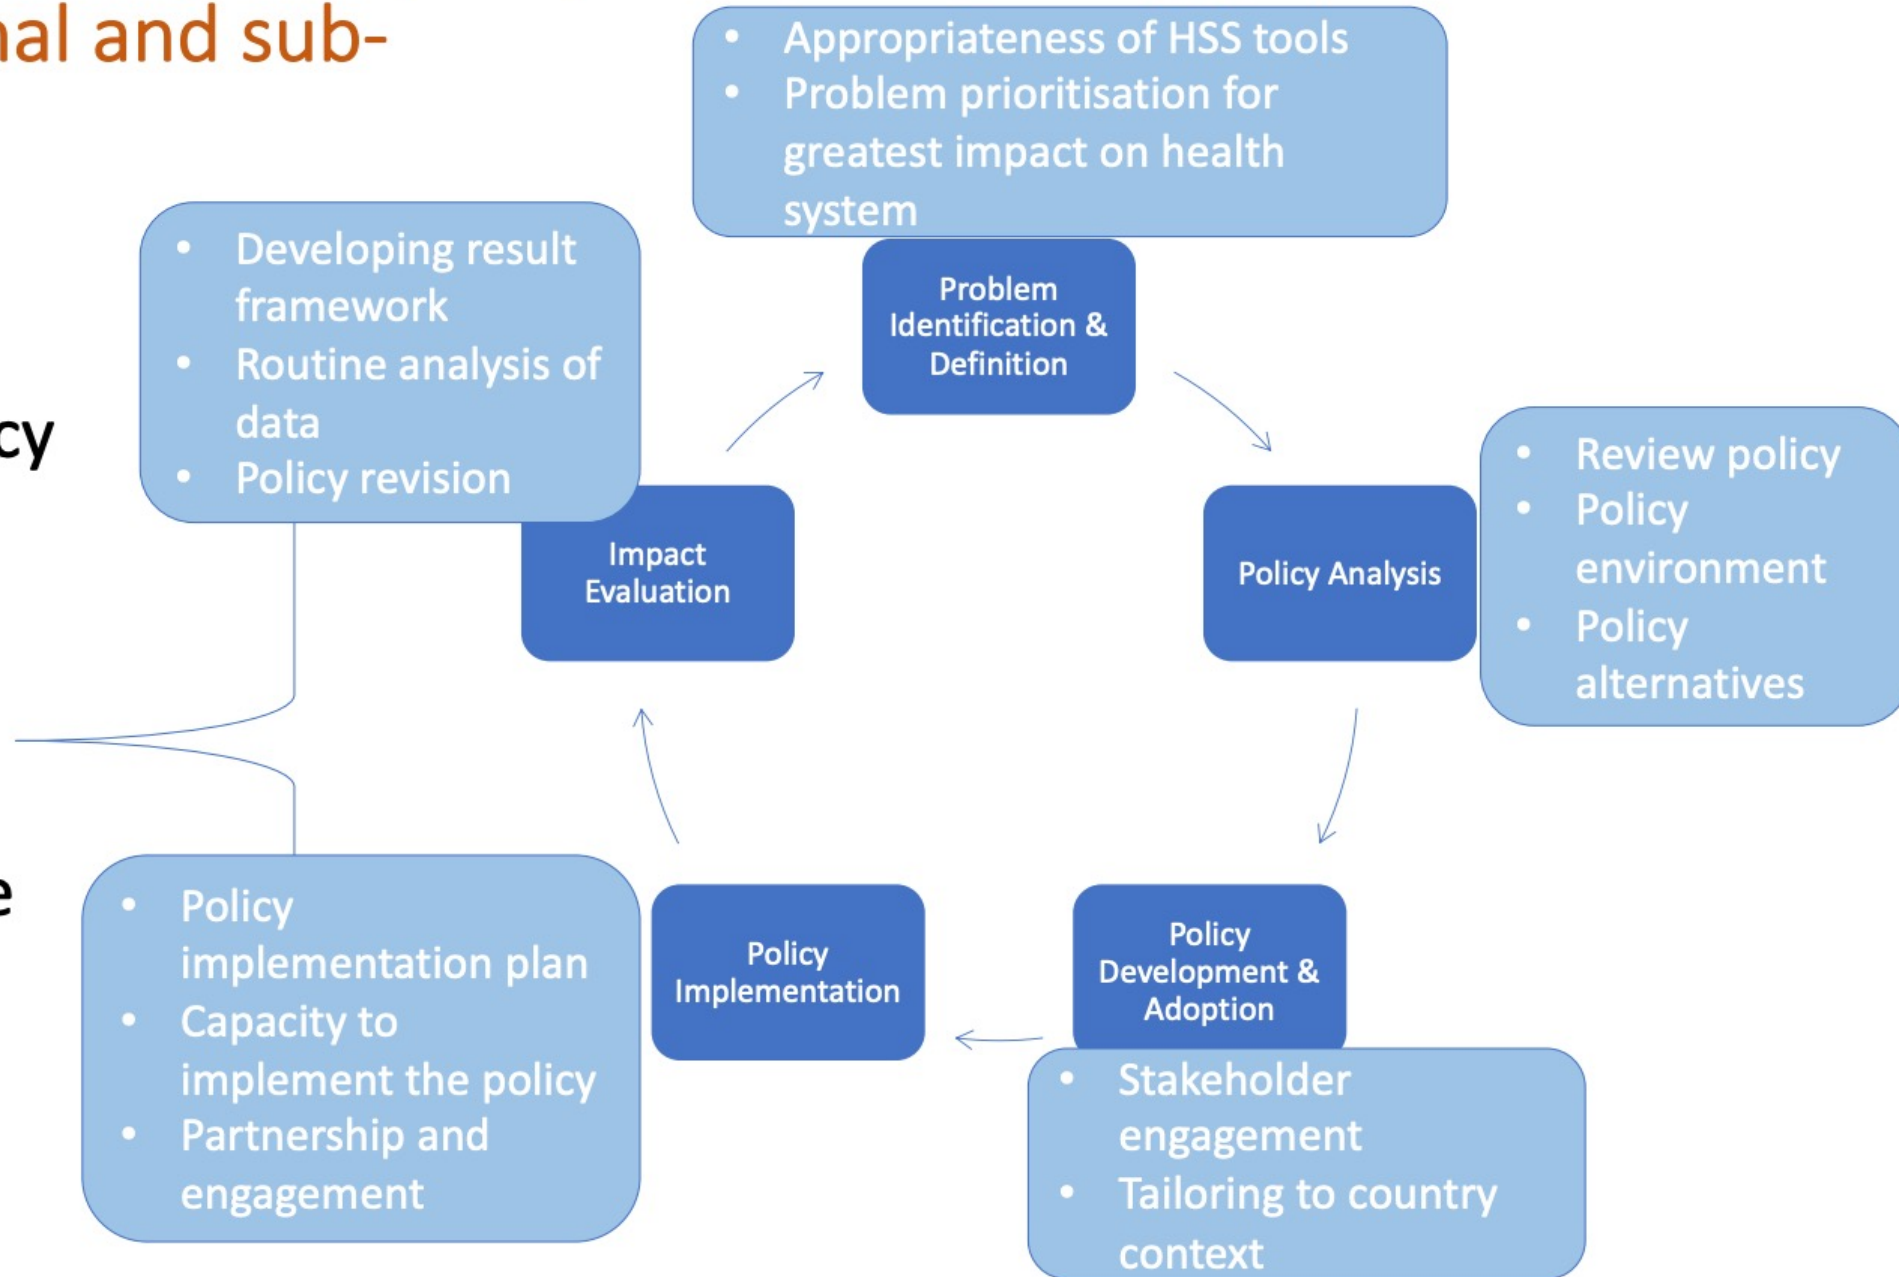 nal and sub-
• Appropriateness of HSS tools
• Problem prioritisation for
greatest impact on health
system
Problem
Identification &
Definition
• Developing result
framework
• Routine analysis of
data
• Policy revision
cy
Impact
Evaluation
Policy Analysis
• Review policy
• Policy
environment
• Policy
alternatives
e
• Policy
implementation plan
• Capacity to
implement the policy
• Partnership and
engagement
Policy
Implementation
Policy
Development &
Adoption
• Stakeholder
engagement
• Tailoring to country
context